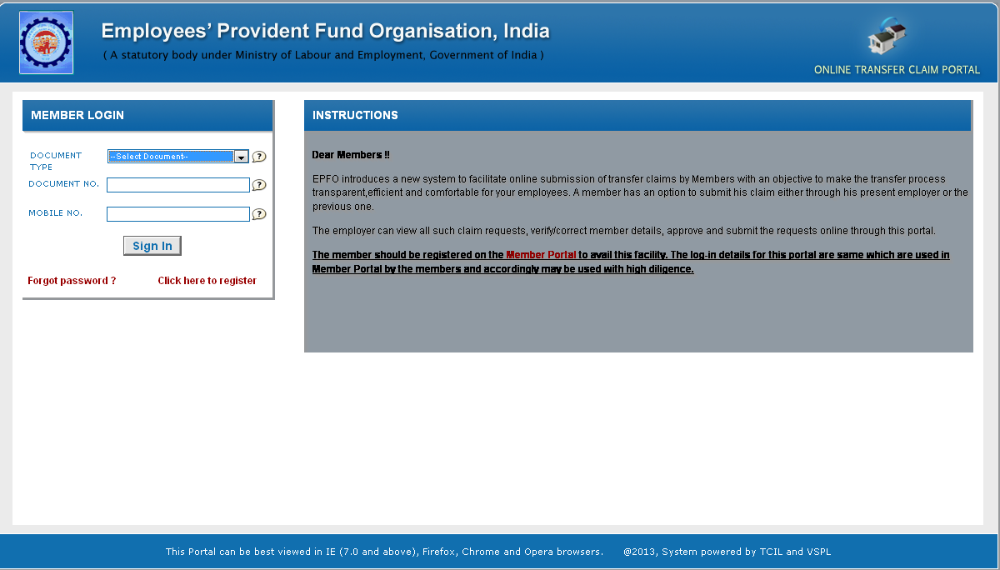 Employees' Provident Fund Organisation, India
( A statutory body under Ministry of Labour and Employment, Government of India )
ONLINE TRANSFER CLAIM PORTAL
MEMBER LOGIN
DOCUMENT
TYPE
--Select Document--
?
DOCUMENT NO.
?
MOBILE NO.
?
Sign In
Forgot password ?
Click here to register
INSTRUCTIONS
Dear Members !!
EPFO introduces a new system to facilitate online submission of transfer claims by Members with an objective to make the transfer process
transparent,efficient and comfortable for your employees. A member has an option to submit his claim either through his present employer or the
previous one.
The employer can view all such claim requests, verify/correct member details, approve and submit the requests online through this portal.
The member should be registered on the Member Portal to avail this facility. The log-in details for this portal are same which are used in
Member Portal by the members and accordingly may be used with high diligence.
This Portal can be best viewed in IE (7.0 and above), Firefox, Chrome and Opera browsers.
@2013, System powered by TCIL and VSPL